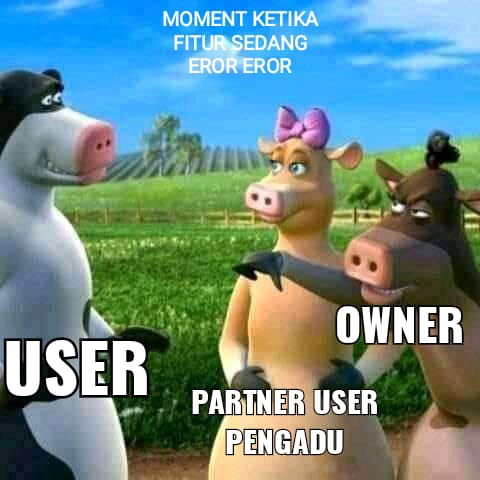 MOMENT KETIKA
FITUR SEDANG
EROR EROR
OWNER
USER
PARTNER USER
PENGADU